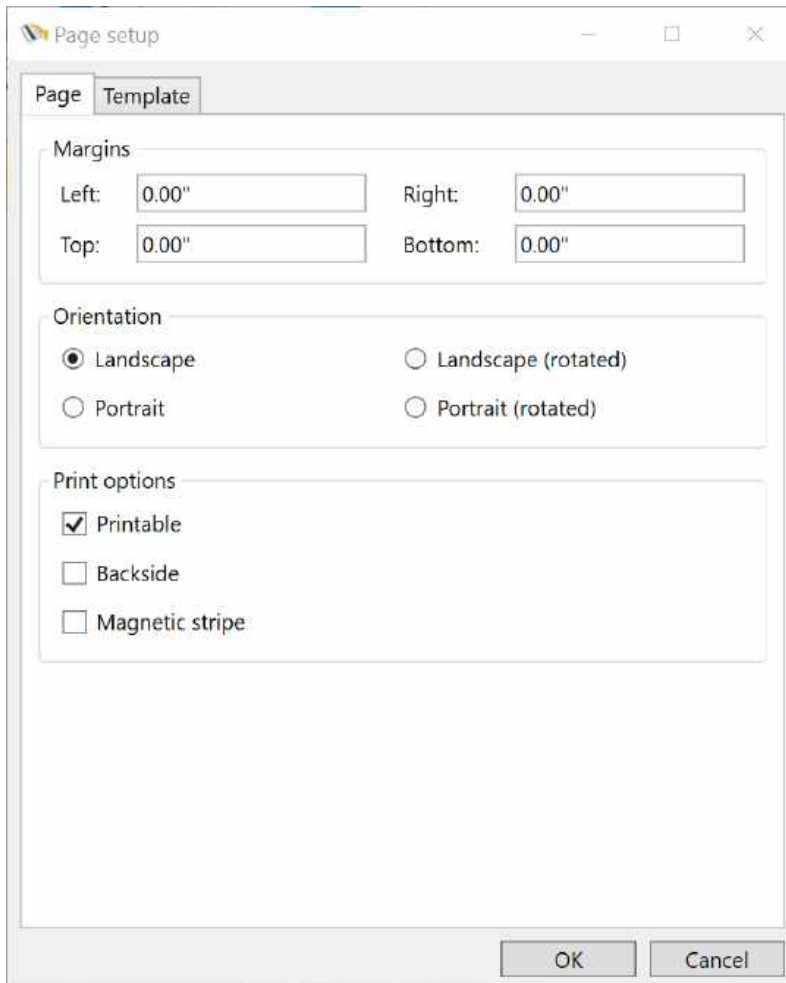 Page setup
Page Template
Margins
Left: 0.00" Right: 0.00"
Top: 0.00" Bottom: 0.00"
Orientation
Landscape Landscape (rotated)
Portrait Portrait (rotated)
Print options
Printable
Backside
Magnetic stripe
OK Cancel